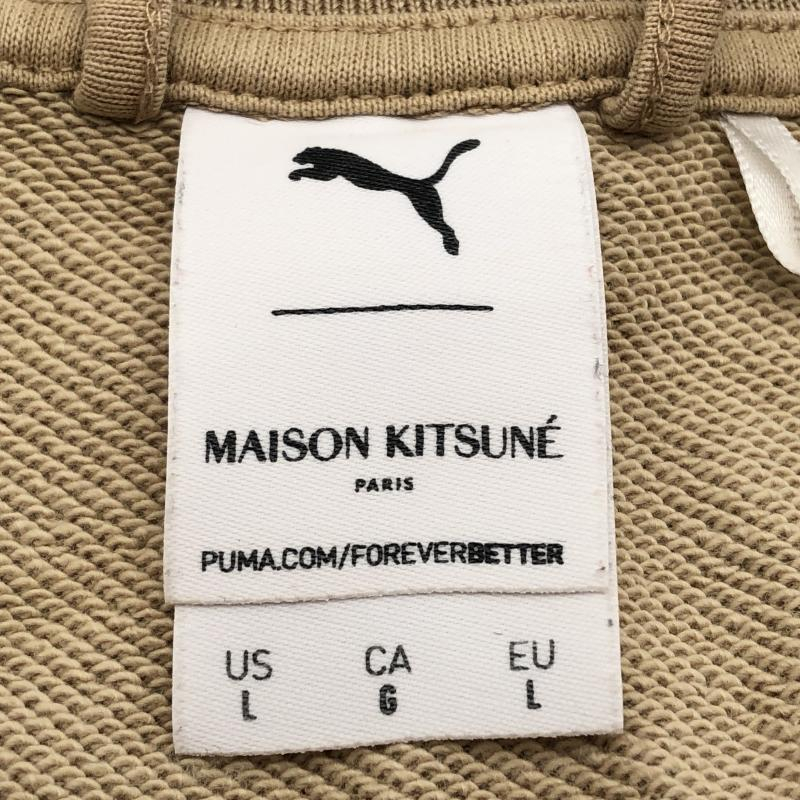 MAISON KITSUNÉ
PARIS
PUMA.COM/FOREVERBETTER
US CA EU
L G L